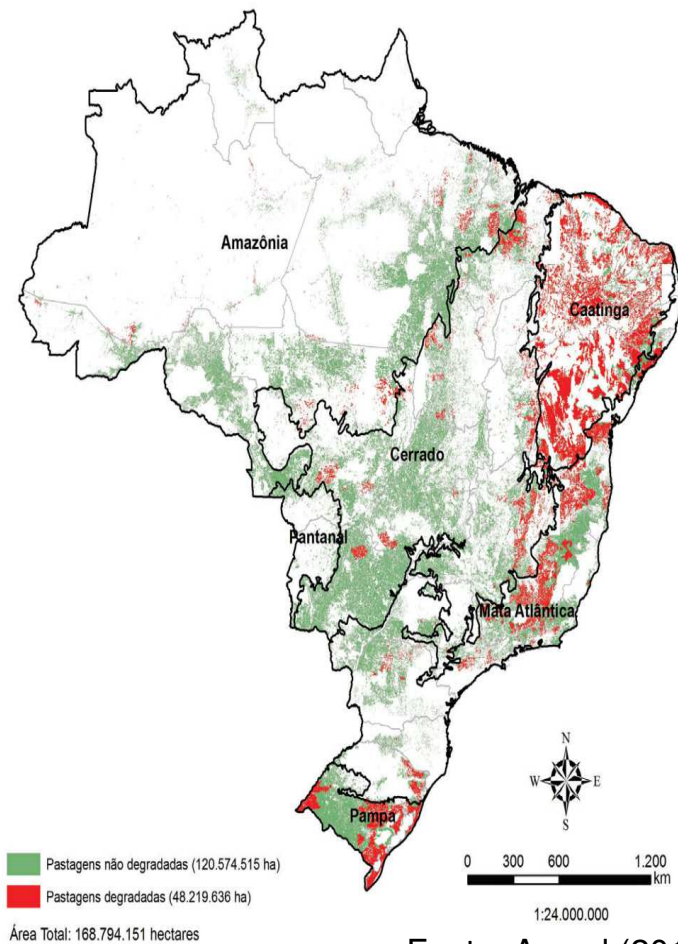 Amazônia
Caatinga
Cerrado
Pantanal
Mata Atlântica
Pampa
N
W E
S
Pastagens não degradadas (120.574.515 ha)
Pastagens degradadas (48.219.636 ha)
Área Total: 168.794.151 hectares
0 300 600 1.200
km
1:24.000.000